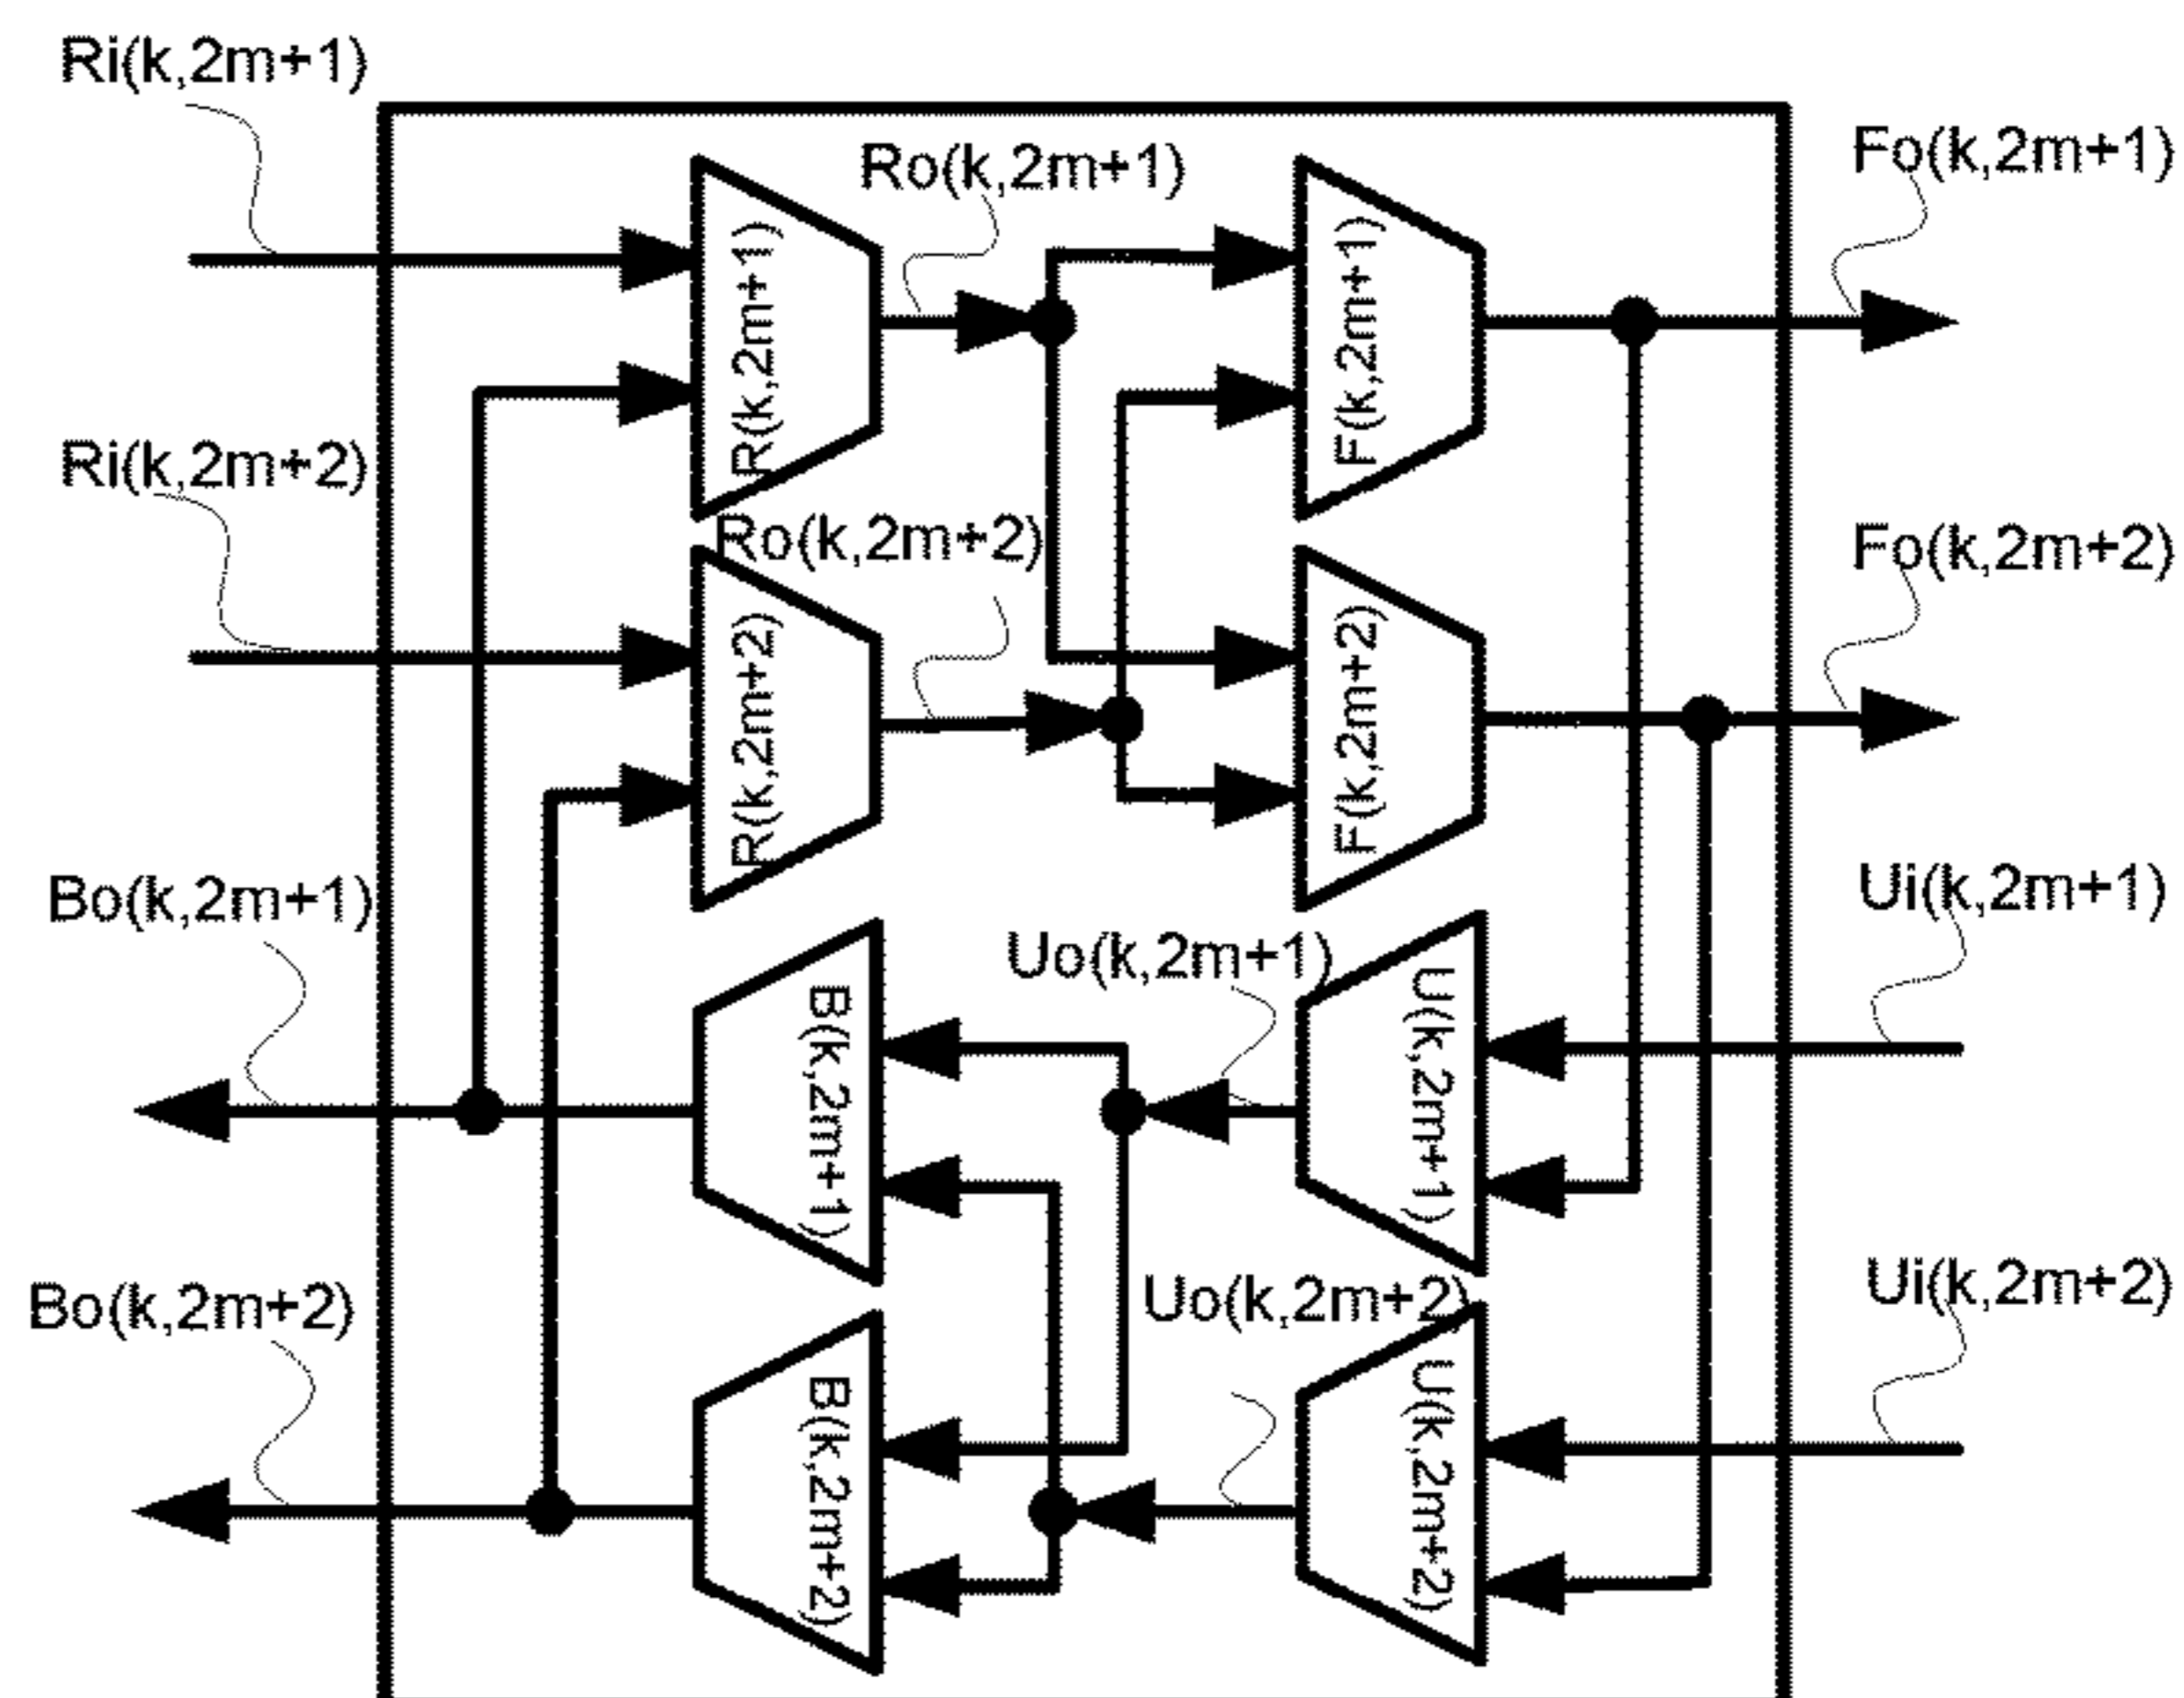 Ri(k,2m+1)
Ro(k,2m+1)
Fo(k,2m+1)
R(k,2m+1)
F(k,2m+1)
Ri(k,2m+2)
Ro(k,2m+2)
Fo(k,2m+2)
R(k,2m+2)
F(k,2m+2)
Bo(k,2m+1)
Uo(k,2m+1)
Ui(k,2m+1)
B(k,2m+1)
U(k,2m+1)
Bo(k,2m+2)
Uo(k,2m+2)
Ui(k,2m+2)
B(k,2m+2)
U(k,2m+2)